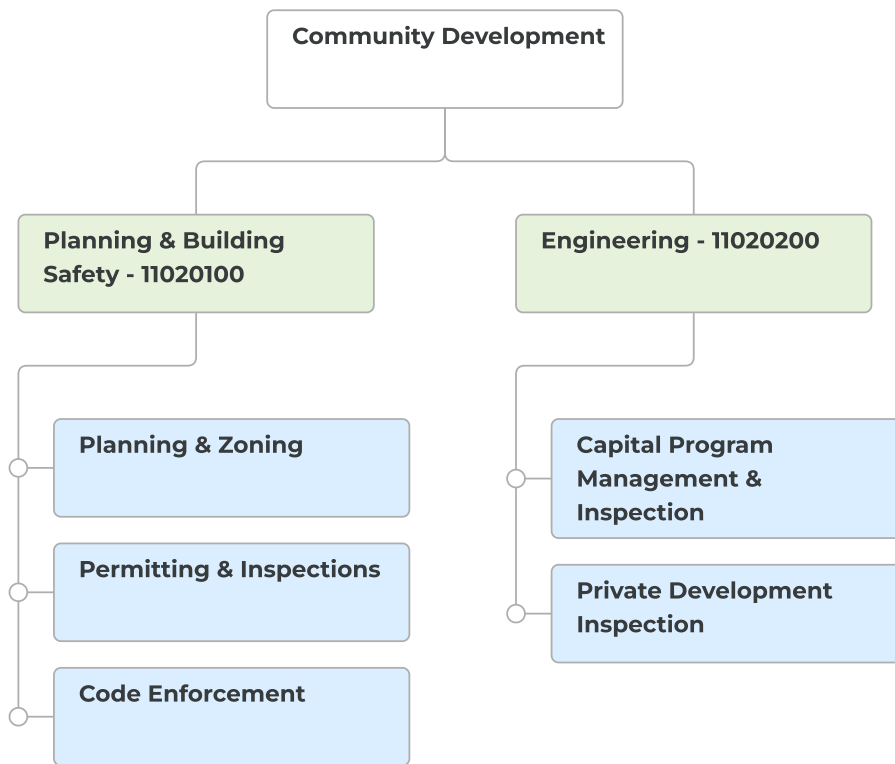 Community Development
Planning & Building
Safety - 11020100
Engineering - 11020200
Planning & Zoning
Permitting & Inspections
Code Enforcement
Capital Program
Management &
Inspection
Private Development
Inspection